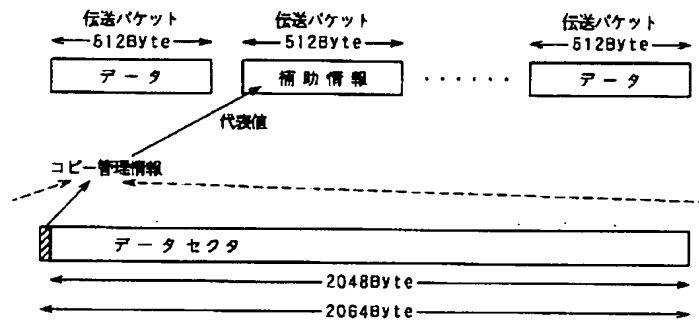 伝送パケット 伝送パケット 伝送パケット
512Byte 512Byte 512Byte
データ 補助情報 ・・・・・・ データ
代表値
コピー管理情報
データセクタ
2048Byte
2064Byte